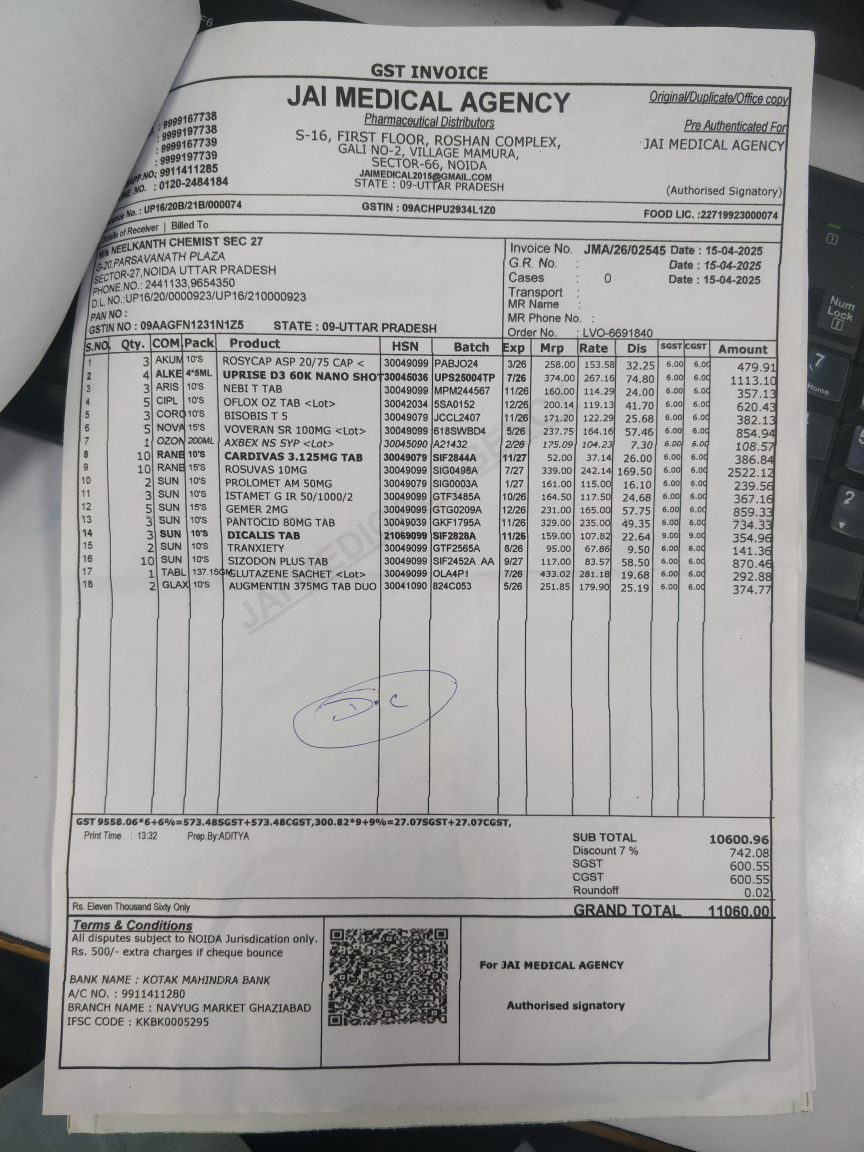 GST INVOICE
JAI MEDICAL AGENCY
Pharmaceutical Distributors
S-16, FIRST FLOOR, ROSHAN COMPLEX,
GALI NO-2, VILLAGE MAMURA,
SECTOR-66, NOIDA
JAIMEDICAL2015@GMAIL.COM
STATE : 09-UTTAR PRADESH
: 9999167738
: 9999197738
: 9999167739
: 9999197739
APP.NO; 9911411285
NE.NO. : 0120-2484184
Original/Duplicate/Office copy
Pre Authenticated For
JAI MEDICAL AGENCY
(Authorised Signatory)
ence No. : UP16/20B/21B/000074 GSTIN : 09ACHPU2934L1Z0 FOOD LIC. :22719923000074
Details of Receiver | Billed To
M/s NEELKANTH CHEMIST SEC 27
G-20,PARSAVANATH PLAZA
SECTOR-27,NOIDA UTTAR PRADESH
PHONE.NO.: 2441133,9654350
D.L.NO.:UP16/20/0000923/UP16/210000923
PAN NO :
GSTIN NO : 09AAGFN1231N1Z5 STATE : 09-UTTAR PRADESH
Invoice No. JMA/26/02545 Date : 15-04-2025
G.R. No. : Date : 15-04-2025
Cases : 0 Date : 15-04-2025
Transport :
MR Name :
MR Phone No. :
Order No. : LVO-6691840
S.NO. Qty. COM Pack Product HSN Batch Exp Mrp Rate Dis SGST CGST Amount
1 3 AKUM 10'S ROSYCAP ASP 20/75 CAP < 30049099 PABJO24 3/26 258.00 153.58 32.25 6.00 6.00 479.91
2 4 ALKE 4*5ML UPRISE D3 60K NANO SHOT 30045036 UPS25004TP 7/26 374.00 267.16 74.80 6.00 6.00 1113.10
3 3 ARIS 10'S NEBI T TAB 30049099 MPM244567 11/26 160.00 114.29 24.00 6.00 6.00 357.13
4 5 CIPL 10'S OFLOX OZ TAB <Lot> 30042034 5SA0152 12/26 200.14 119.13 41.70 6.00 6.00 620.43
5 3 CORO 10'S BISOBIS T 5 30049079 JCCL2407 11/26 171.20 122.29 25.68 6.00 6.00 382.13
6 5 NOVA 15'S VOVERAN SR 100MG <Lot> 30049099 618SWBD4 5/26 237.75 164.16 57.46 6.00 6.00 854.94
7 1 OZON 200ML AXBEX NS SYP <Lot> 30045090 A21432 2/26 175.09 104.23 7.30 6.00 6.00 108.57
8 10 RANB 10'S CARDIVAS 3.125MG TAB 30049079 SIF2844A 11/27 52.00 37.14 26.00 6.00 6.00 386.84
9 10 RANB 15'S ROSUVAS 10MG 30049099 SIG0498A 7/27 339.00 242.14 169.50 6.00 6.00 2522.12
10 2 SUN 10'S PROLOMET AM 50MG 30049079 SIG0003A 1/27 161.00 115.00 16.10 6.00 6.00 239.56
11 3 SUN 10'S ISTAMET G IR 50/1000/2 30049099 GTF3485A 10/26 164.50 117.50 24.68 6.00 6.00 367.16
12 5 SUN 15'S GEMER 2MG 30049099 GTG0209A 12/26 231.00 165.00 57.75 6.00 6.00 859.33
13 3 SUN 10'S PANTOCID 80MG TAB 30049039 GKF1795A 11/26 329.00 235.00 49.35 6.00 6.00 734.33
14 3 SUN 10'S DICALIS TAB 21069099 SIF2828A 11/26 159.00 107.82 22.64 9.00 9.00 354.96
15 2 SUN 10'S TRANXIETY 30049099 GTF2565A 8/26 95.00 67.86 9.50 6.00 6.00 141.36
16 10 SUN 10'S SIZODON PLUS TAB 30049099 SIF2452A AA 9/27 117.00 83.57 58.50 6.00 6.00 870.46
17 1 TABL 137.15GM GLUTAZENE SACHET <Lot> 30049099 OLA4P1 7/26 433.02 281.18 19.68 6.00 6.00 292.88
18 2 GLAX 10'S AUGMENTIN 375MG TAB DUO 30041090 824C053 5/26 251.85 179.90 25.19 6.00 6.00 374.77
D.C
GST 9558.06*6+6%=573.48SGST+573.48CGST,300.82*9+9%=27.07SGST+27.07CGST,
Print Time : 13:32 Prep.By:ADITYA
SUB TOTAL 10600.96
Discount 7 % 742.08
SGST 600.55
CGST 600.55
Roundoff 0.02
Rs. Eleven Thousand Sixty Only
GRAND TOTAL 11060.00
Terms & Conditions
All disputes subject to NOIDA Jurisdication only.
Rs. 500/- extra charges if cheque bounce
BANK NAME : KOTAK MAHINDRA BANK
A/C NO. : 9911411280
BRANCH NAME : NAVYUG MARKET GHAZIABAD
IFSC CODE : KKBK0005295
For JAI MEDICAL AGENCY
Authorised signatory
Num
Lock
7
Home
2